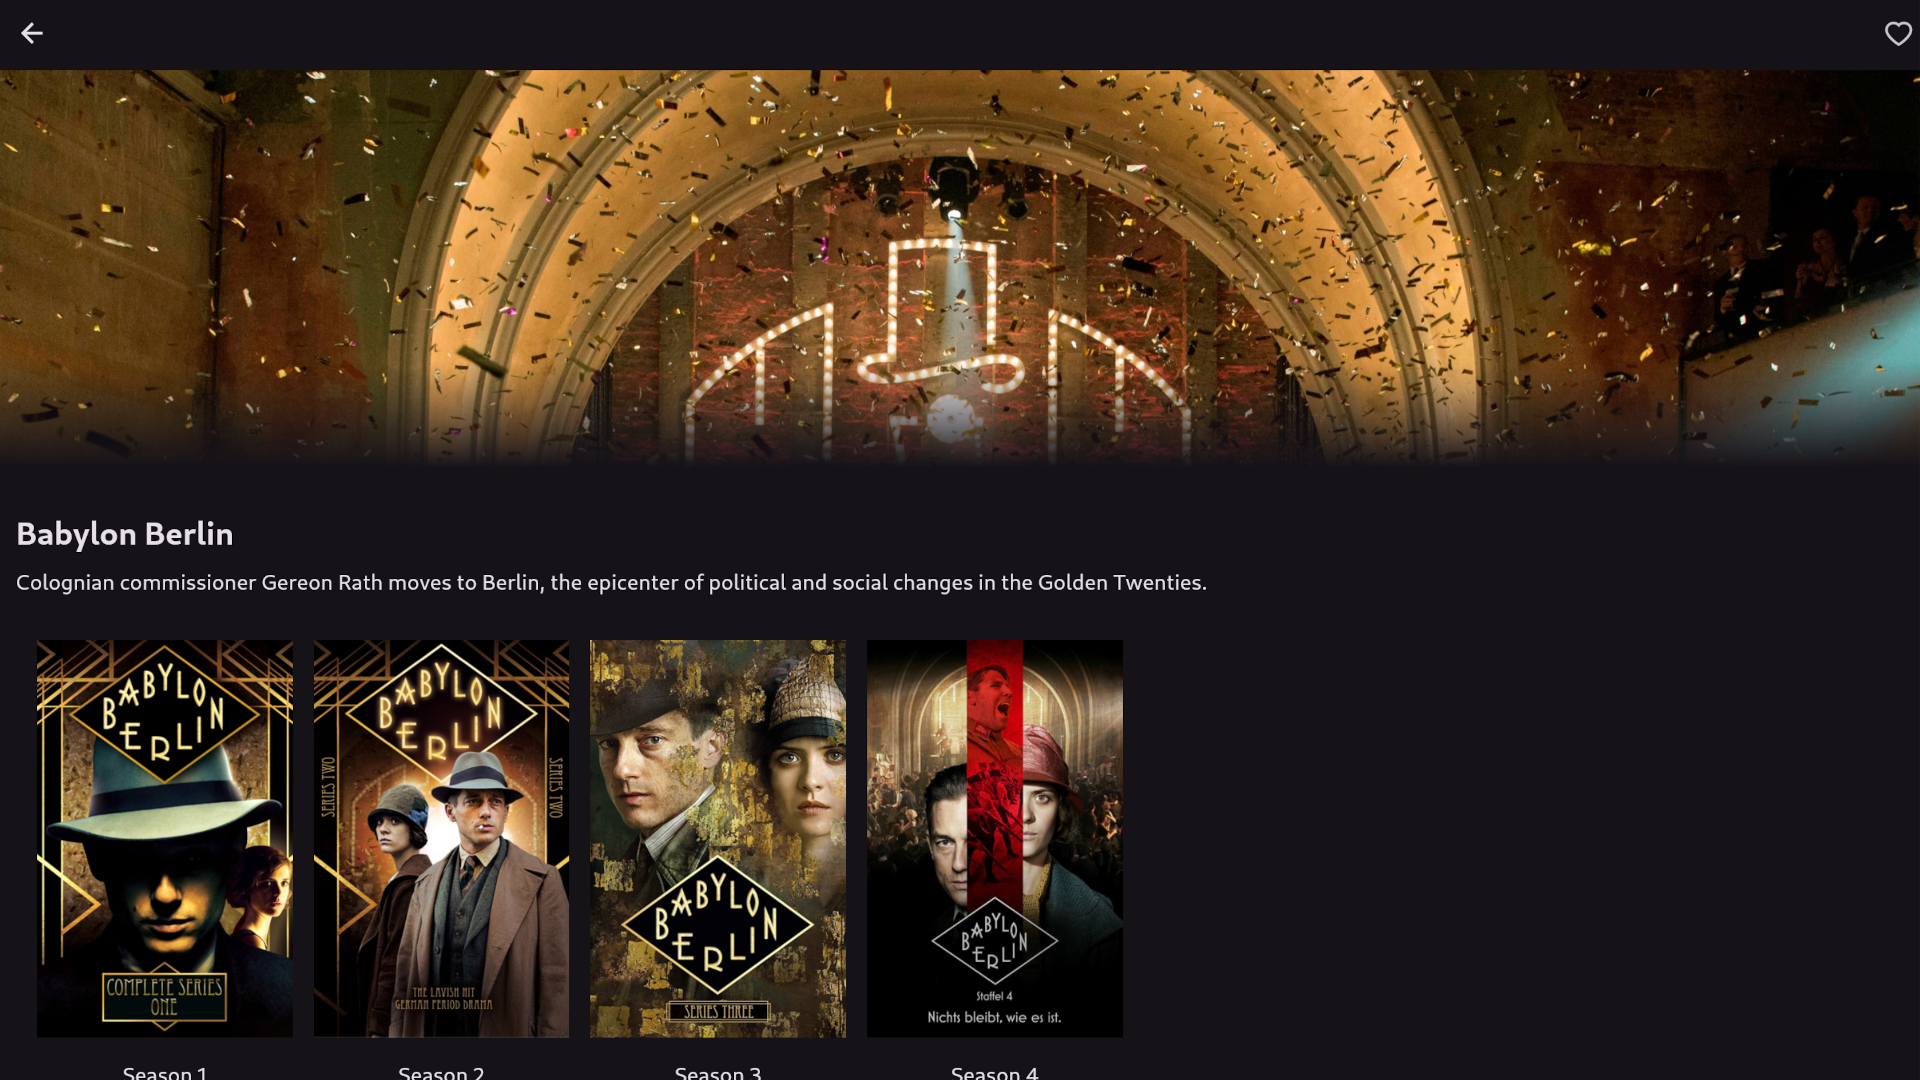 Babylon Berlin
Colognian commissioner Gereon Rath moves to Berlin, the epicenter of political and social changes in the Golden Twenties.
BABYLON
BERLIN
COMPLETE SERIES
ONE
BABYLON
BERLIN
SERIES TWO
SERIES TWO
THE LAVISH HIT
GERMAN PERIOD DRAMA
BABYLON
BERLIN
SERIES THREE
BABYLON
BERLIN
Staffel 4
Nichts bleibt, wie es ist.
Season 1
Season 2
Season 3
Season 4